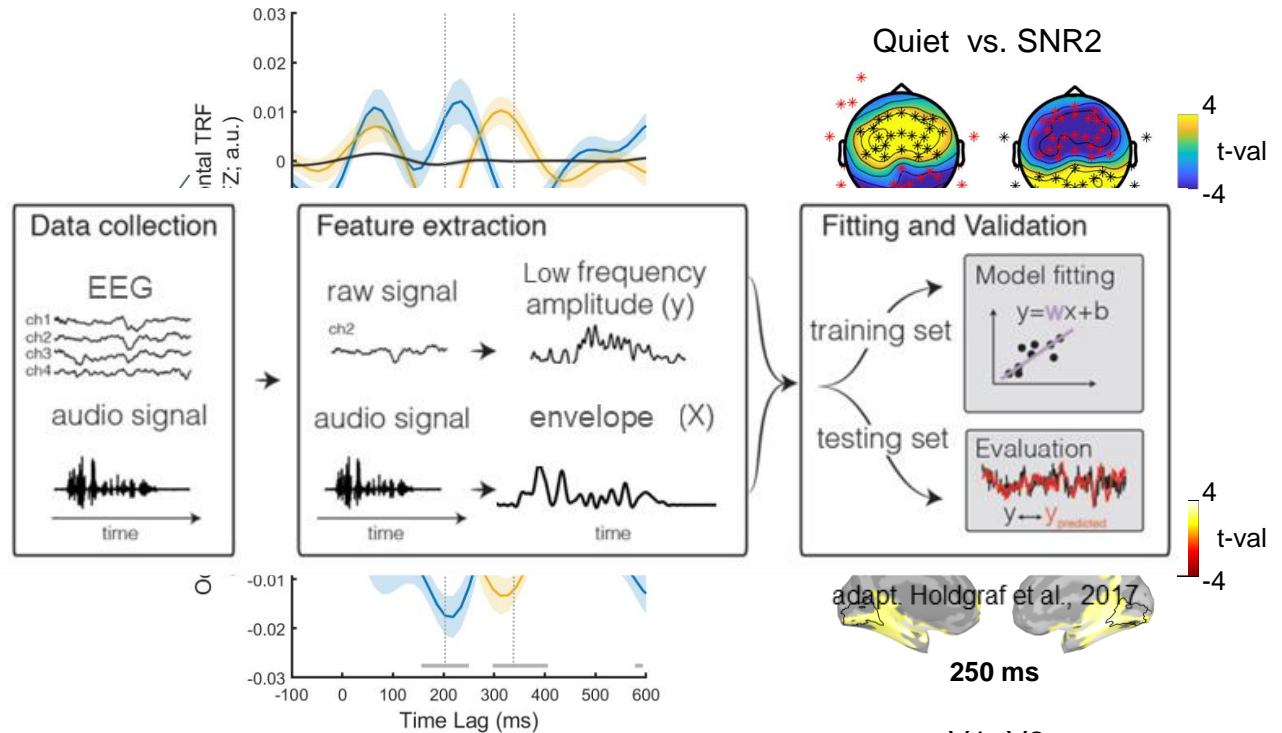 0.03
0.02
0.01
0
ontal TRF
Z; a.u.)
Quiet vs. SNR2
4
t-val
-4
Data collection
EEG
ch1
ch2
ch3
ch4
audio signal
time
Feature extraction
raw signal
ch2
Low frequency
amplitude (y)
audio signal
envelope (X)
time
time
Fitting and Validation
training set
testing set
Model fitting
y=wx+b
Evaluation
y
y predicted
4
t-val
-4
-0.01
-0.02
-0.03
-100 0 100 200 300 400 500 600
Time Lag (ms)
adapt. Holdgraf et al., 2017
250 ms